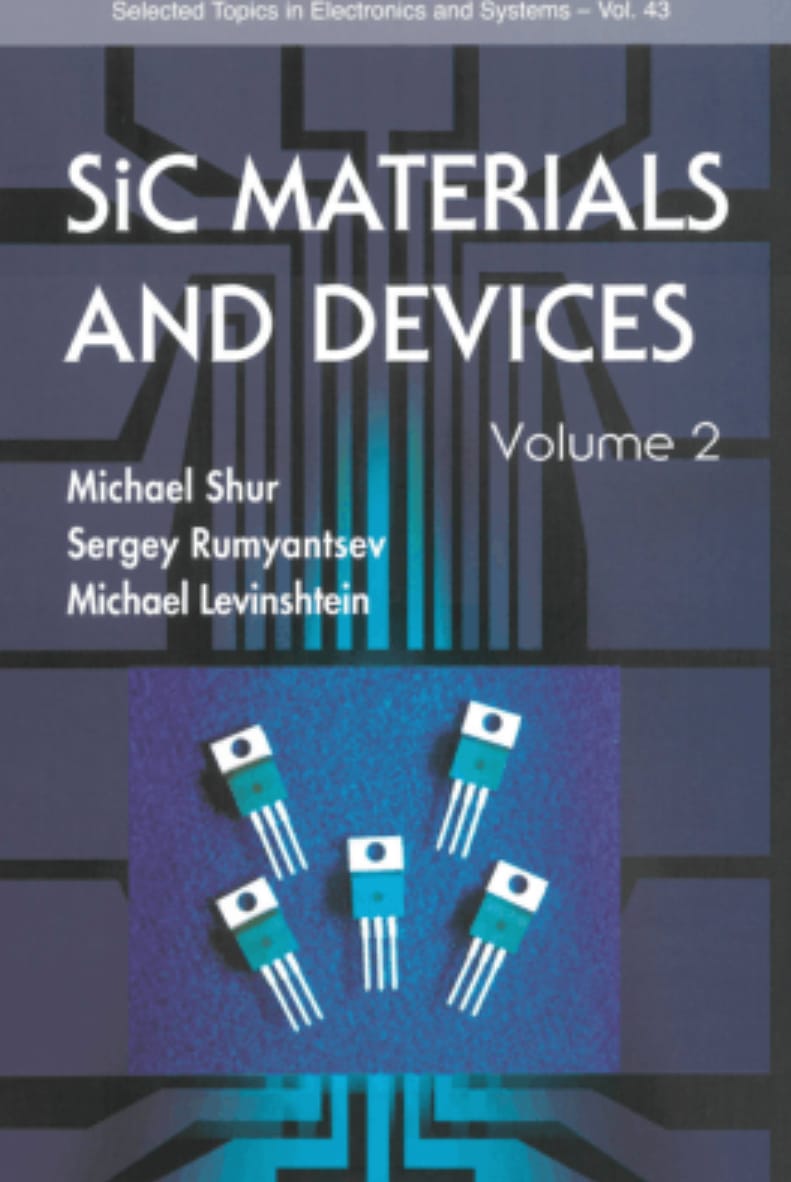 Selected Topics in Electronics and Systems – Vol. 43
SiC MATERIALS
AND DEVICES
Volume 2
Michael Shur
Sergey Rumyantsev
Michael Levinshtein